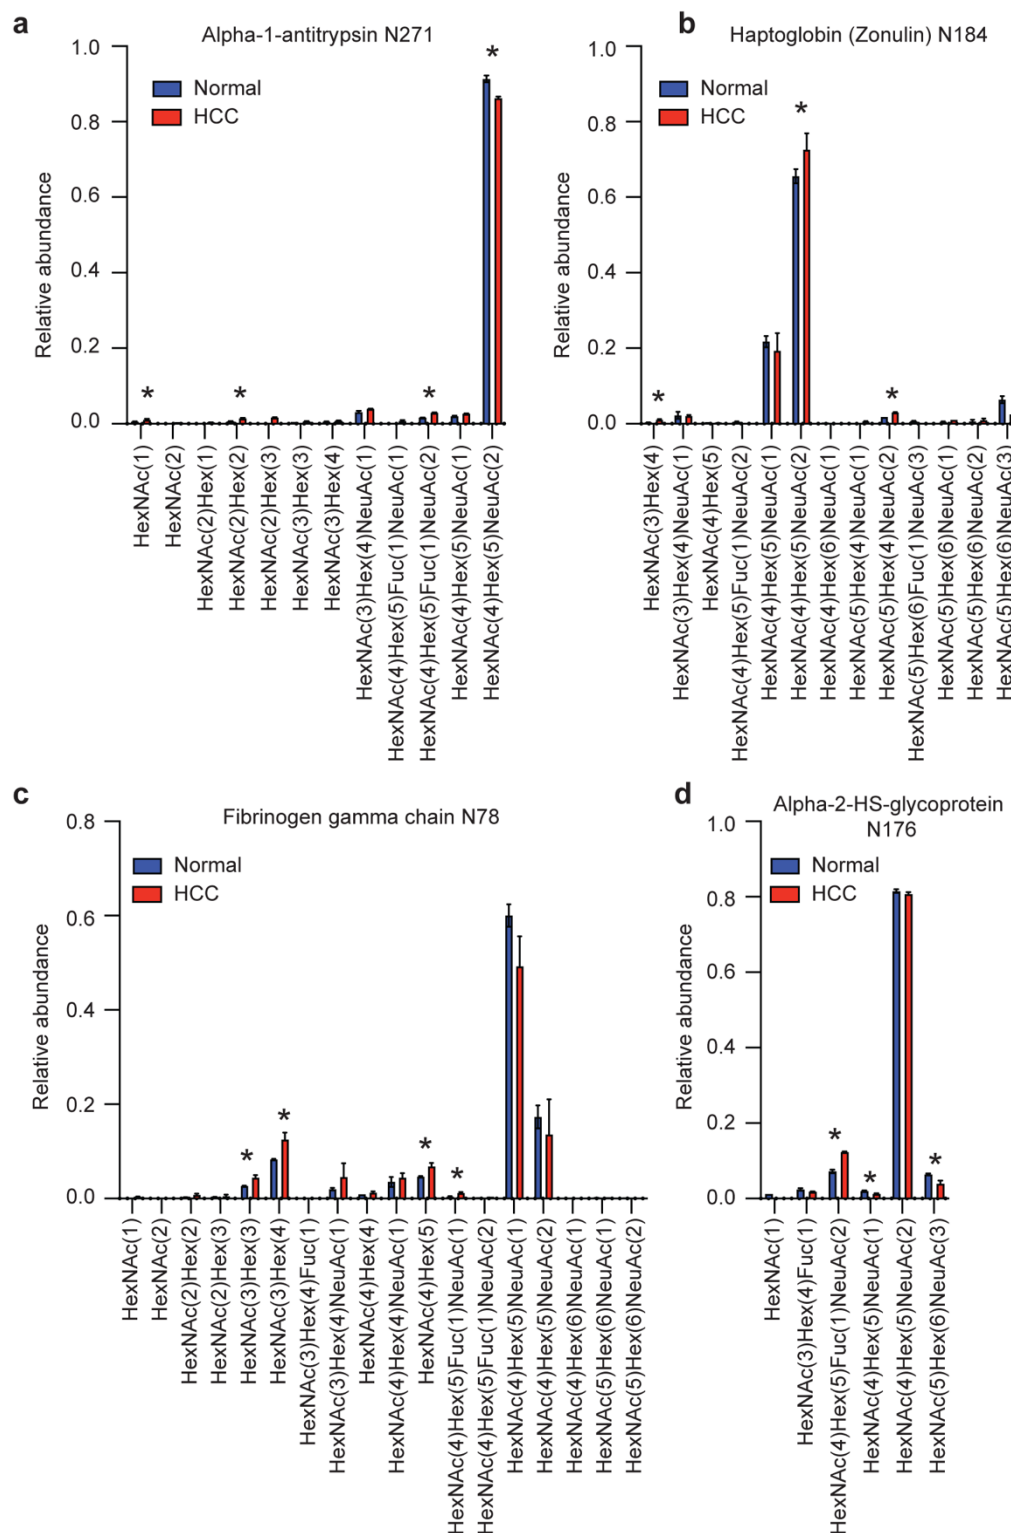 a
Alpha-1-antitrypsin N271
1.0
0.8
0.6
0.4
0.2
0.0
Relative abundance
Normal
HCC
*
*
*
*
HexNAc(1)
HexNAc(2)
HexNAc(2)Hex(1)
HexNAc(2)Hex(2)
HexNAc(2)Hex(3)
HexNAc(3)Hex(3)
HexNAc(3)Hex(4)
HexNAc(3)Hex(4)NeuAc(1)
HexNAc(4)Hex(5)Fuc(1)NeuAc(1)
HexNAc(4)Hex(5)Fuc(1)NeuAc(2)
HexNAc(4)Hex(5)NeuAc(1)
HexNAc(4)Hex(5)NeuAc(2)
b
Haptoglobin (Zonulin) N184
1.0
0.8
0.6
0.4
0.2
0.0
Relative abundance
Normal
HCC
*
*
*
HexNAc(3)Hex(4)
HexNAc(3)Hex(4)NeuAc(1)
HexNAc(4)Hex(5)
HexNAc(4)Hex(5)Fuc(1)NeuAc(2)
HexNAc(4)Hex(5)NeuAc(1)
HexNAc(4)Hex(5)NeuAc(2)
HexNAc(4)Hex(6)NeuAc(1)
HexNAc(5)Hex(4)NeuAc(1)
HexNAc(5)Hex(4)NeuAc(2)
HexNAc(5)Hex(6)Fuc(1)NeuAc(3)
HexNAc(5)Hex(6)NeuAc(1)
HexNAc(5)Hex(6)NeuAc(2)
HexNAc(5)Hex(6)NeuAc(3)
c
Fibrinogen gamma chain N78
0.8
0.6
0.4
0.2
0.0
Relative abundance
Normal
HCC
*
*
*
*
HexNAc(1)
HexNAc(2)
HexNAc(2)Hex(2)
HexNAc(2)Hex(3)
HexNAc(3)Hex(3)
HexNAc(3)Hex(4)
HexNAc(3)Hex(4)Fuc(1)
HexNAc(3)Hex(4)NeuAc(1)
HexNAc(4)Hex(4)
HexNAc(4)Hex(4)NeuAc(1)
HexNAc(4)Hex(5)
HexNAc(4)Hex(5)Fuc(1)NeuAc(1)
HexNAc(4)Hex(5)Fuc(1)NeuAc(2)
HexNAc(4)Hex(5)NeuAc(1)
HexNAc(4)Hex(5)NeuAc(2)
HexNAc(4)Hex(6)NeuAc(1)
HexNAc(5)Hex(6)NeuAc(1)
HexNAc(5)Hex(6)NeuAc(2)
d
Alpha-2-HS-glycoprotein
N176
1.0
0.8
0.6
0.4
0.2
0.0
Relative abundance
Normal
HCC
*
*
*
HexNAc(1)
HexNAc(3)Hex(4)Fuc(1)
HexNAc(4)Hex(5)Fuc(1)NeuAc(2)
HexNAc(4)Hex(5)NeuAc(1)
HexNAc(4)Hex(5)NeuAc(2)
HexNAc(5)Hex(6)NeuAc(3)